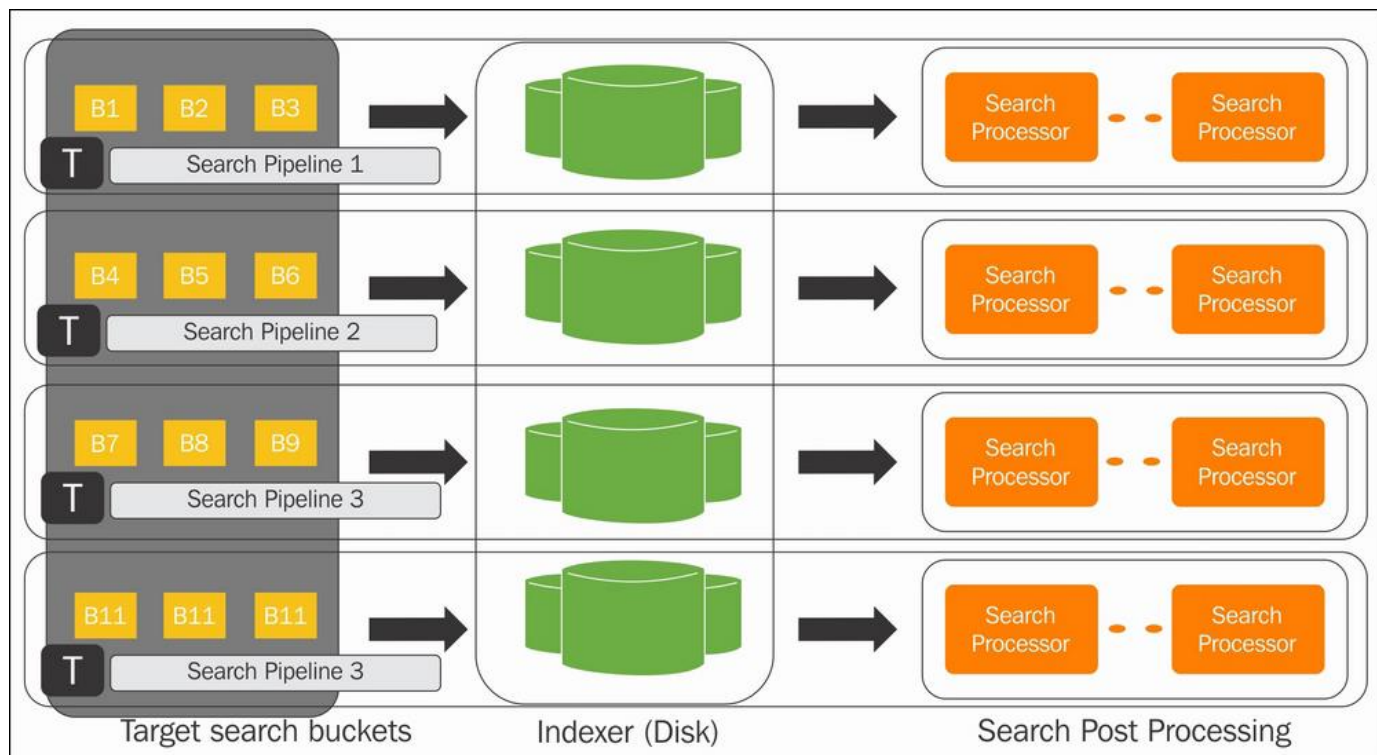 B1 B2 B3
T Search Pipeline 1
Search Processor
Search Processor
B4 B5 B6
T Search Pipeline 2
Search Processor
Search Processor
B7 B8 B9
T Search Pipeline 3
Search Processor
Search Processor
B11 B11 B11
T Search Pipeline 3
Search Processor
Search Processor
Target search buckets
Indexer (Disk)
Search Post Processing